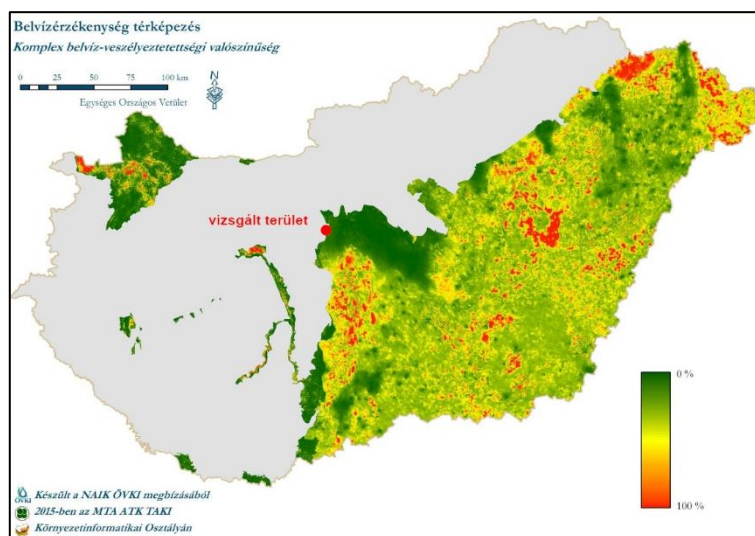 Belvízérzékenység térképezés
Komplex belvíz-veszélyeztetettségi valószínűség
0 25 50 100 km
N
Egységes Országos Vetület
vizsgált terület
0 %
100 %
ÖVKI
Készült a NAIK ÖVKI megbízásából
2015-ben az MTA ATK TAKI
Környezetinformatikai Osztályán